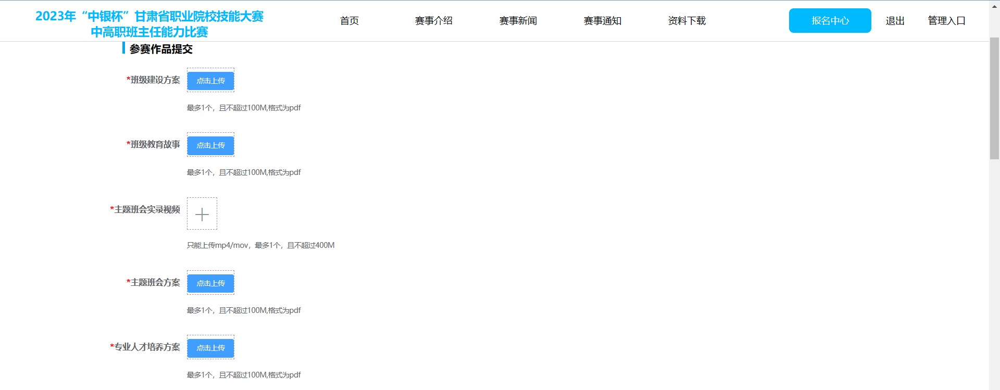 2023年“中银杯”甘肃省职业院校技能大赛
中高职班主任能力比赛
首页
赛事介绍
赛事新闻
赛事通知
资料下载
报名中心
退出
管理入口
参赛作品提交
*班级建设方案
点击上传
最多1个，且不超过100M,格式为pdf
*班级教育故事
点击上传
最多1个，且不超过100M,格式为pdf
*主题班会实录视频
只能上传mp4/mov，最多1个，且不超过400M
*主题班会方案
点击上传
最多1个，且不超过100M,格式为pdf
*专业人才培养方案
点击上传
最多1个，且不超过100M,格式为pdf